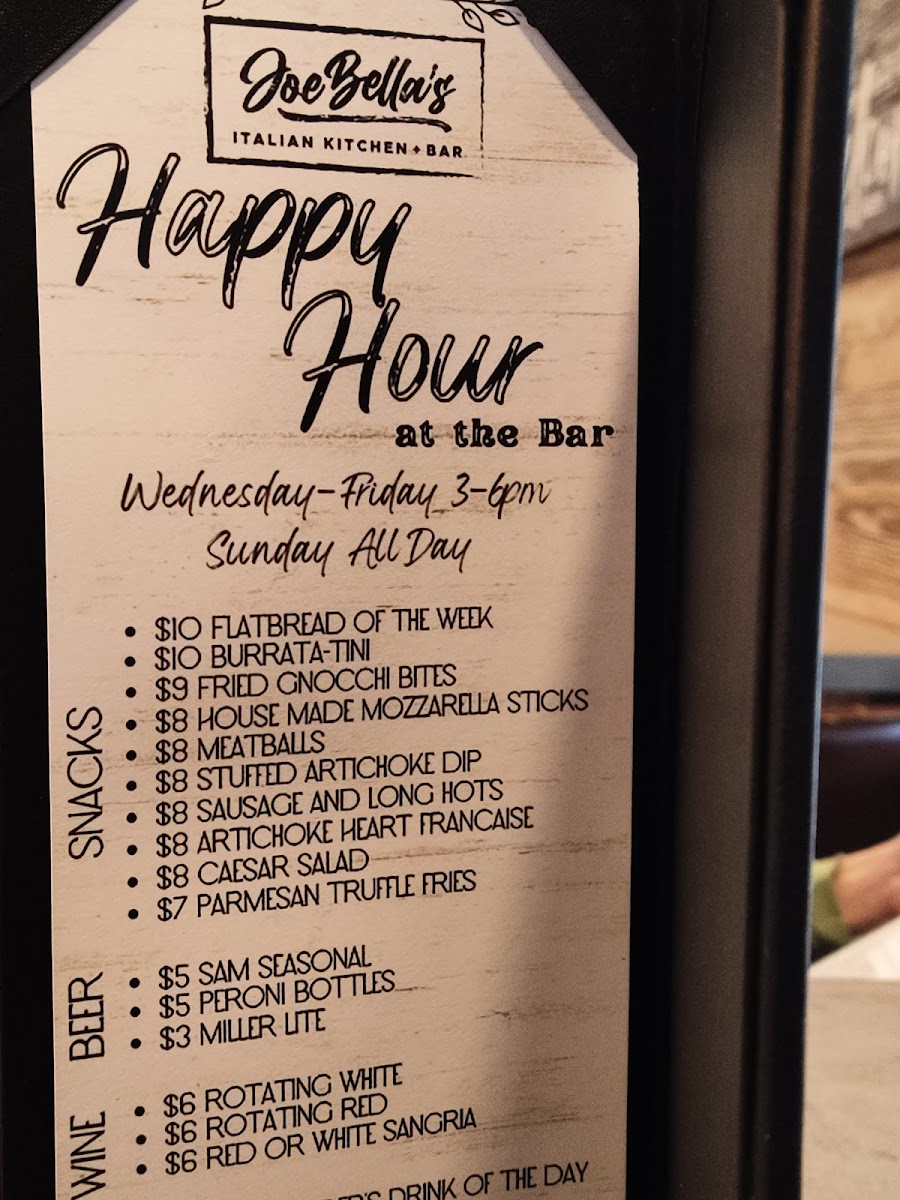 JoeBella's
ITALIAN KITCHEN + BAR
Happy
Hour
at the Bar
Wednesday-Friday 3-6pm
Sunday All Day
SNACKS
• $10 FLATBREAD OF THE WEEK
• $10 BURRATA-TINI
• $9 FRIED GNOCCHI BITES
• $8 HOUSE MADE MOZZARELLA STICKS
• $8 MEATBALLS
• $8 STUFFED ARTICHOKE DIP
• $8 SAUSAGE AND LONG HOTS
• $8 ARTICHOKE HEART FRANCAISE
• $8 CAESAR SALAD
• $7 PARMESAN TRUFFLE FRIES
BEER
• $5 SAM SEASONAL
• $5 PERONI BOTTLES
• $3 MILLER LITE
WINE
• $6 ROTATING WHITE
• $6 ROTATING RED
• $6 RED OR WHITE SANGRIA
DRINK OF THE DAY